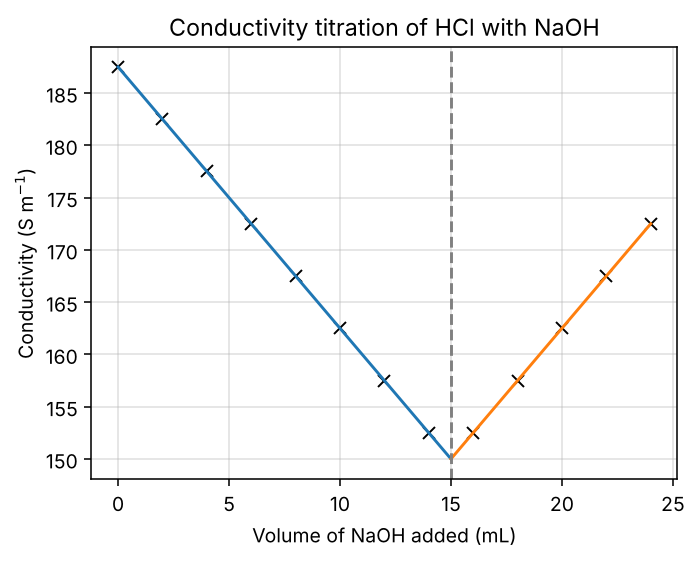 Conductivity titration of HCl with NaOH
Conductivity (S m⁻¹)
185
180
175
170
165
160
155
150
0 5 10 15 20 25
Volume of NaOH added (mL)